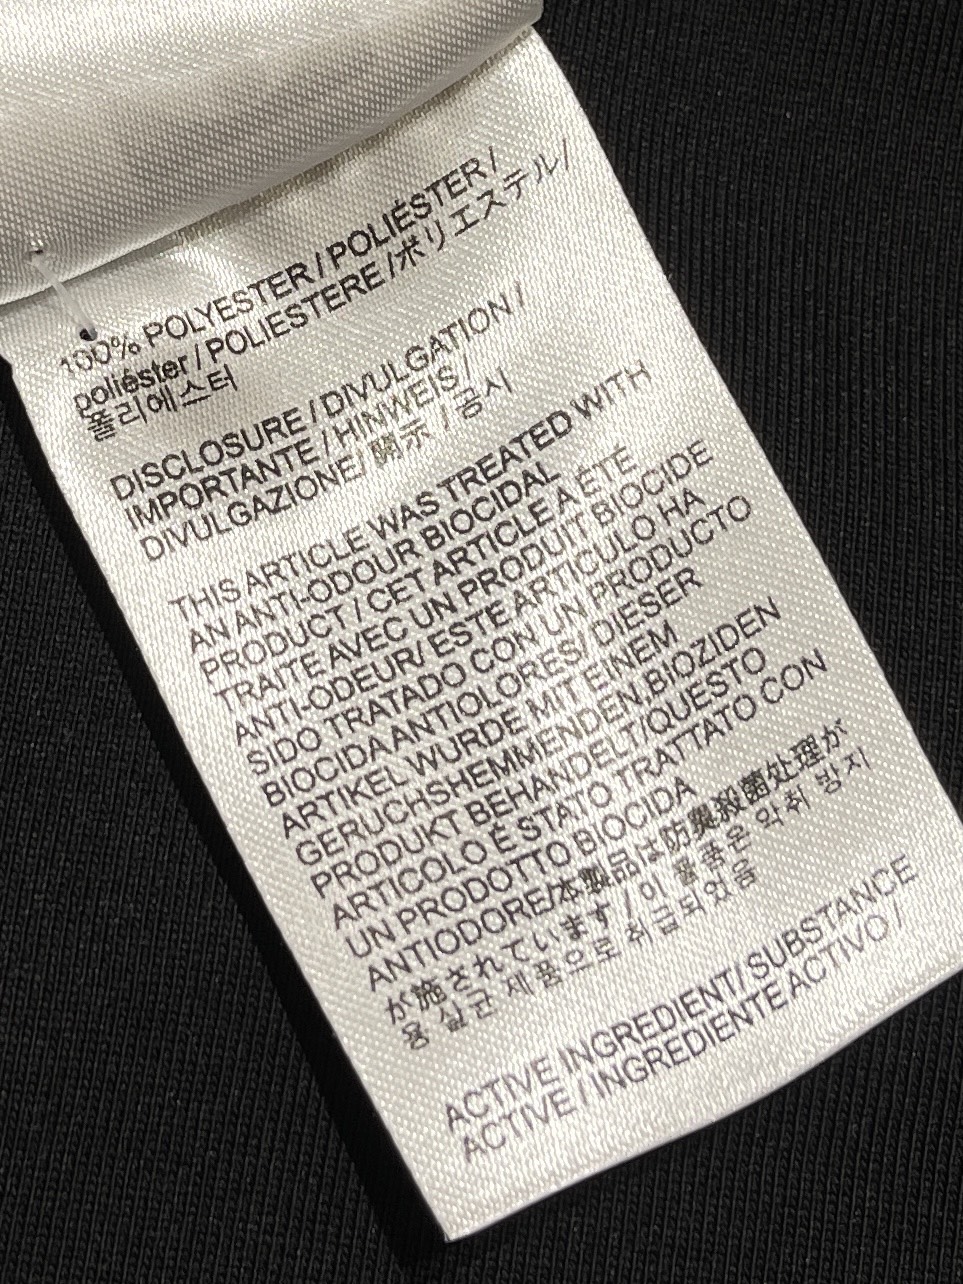 100% POLYESTER / POLIÉSTER /
poliéster / POLIESTERE /ポリエステル/
폴리에스터
DISCLOSURE / DIVULGATION /
IMPORTANTE / HINWEIS /
DIVULGAZIONE/ 開示 / 공시
THIS ARTICLE WAS TREATED WITH
AN ANTI-ODOUR BIOCIDAL
PRODUCT / CET ARTICLE A ÉTÉ
TRAITE AVEC UN PRODUIT BIOCIDE
ANTI-ODEUR/ ESTE ARTICULO HA
SIDO TRATADO CON UN PRODUCTO
BIOCIDA ANTIOLORES/ DIESER
ARTIKEL WURDE MIT EINEM
GERUCHSHEMMENDEN,BIOZIDEN
PRODUKT BEHANDELT/QUESTO
ARTICOLO É STATO TRATTATO CON
UN PRODOTTO BIOCIDA
ANTIODORE/本製品は防臭殺菌処理が
が施されています / 이 물품은 악취 방지
용 살균 제품으로 취급되었음
ACTIVE INGREDIENT/ SUBSTANCE
ACTIVE / INGREDIENTE ACTIVO /